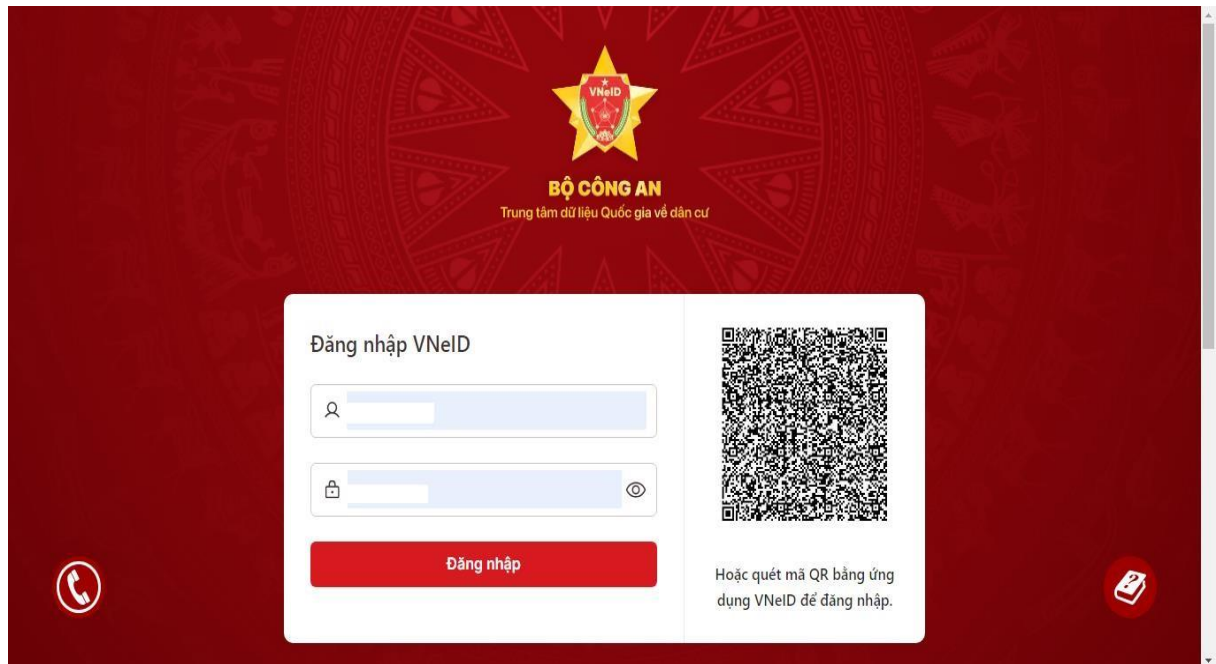 VNeID
BỘ CÔNG AN
Trung tâm dữ liệu Quốc gia về dân cư
Đăng nhập VNeID
Đăng nhập
Hoặc quét mã QR bằng ứng
dụng VNeID để đăng nhập.